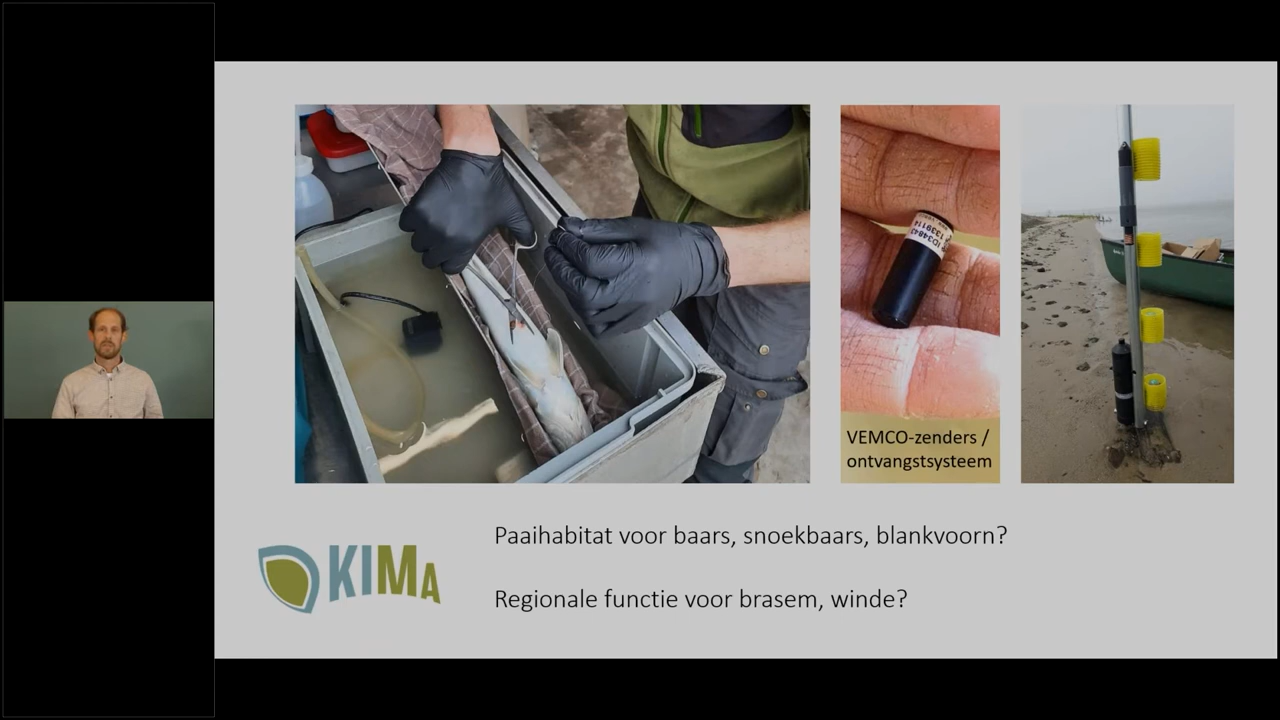 VEMCO-zenders /
ontvangstsysteem
Paaihabitat voor baars, snoekbaars, blankvoorn?
KIMA
Regionale functie voor brasem, winde?